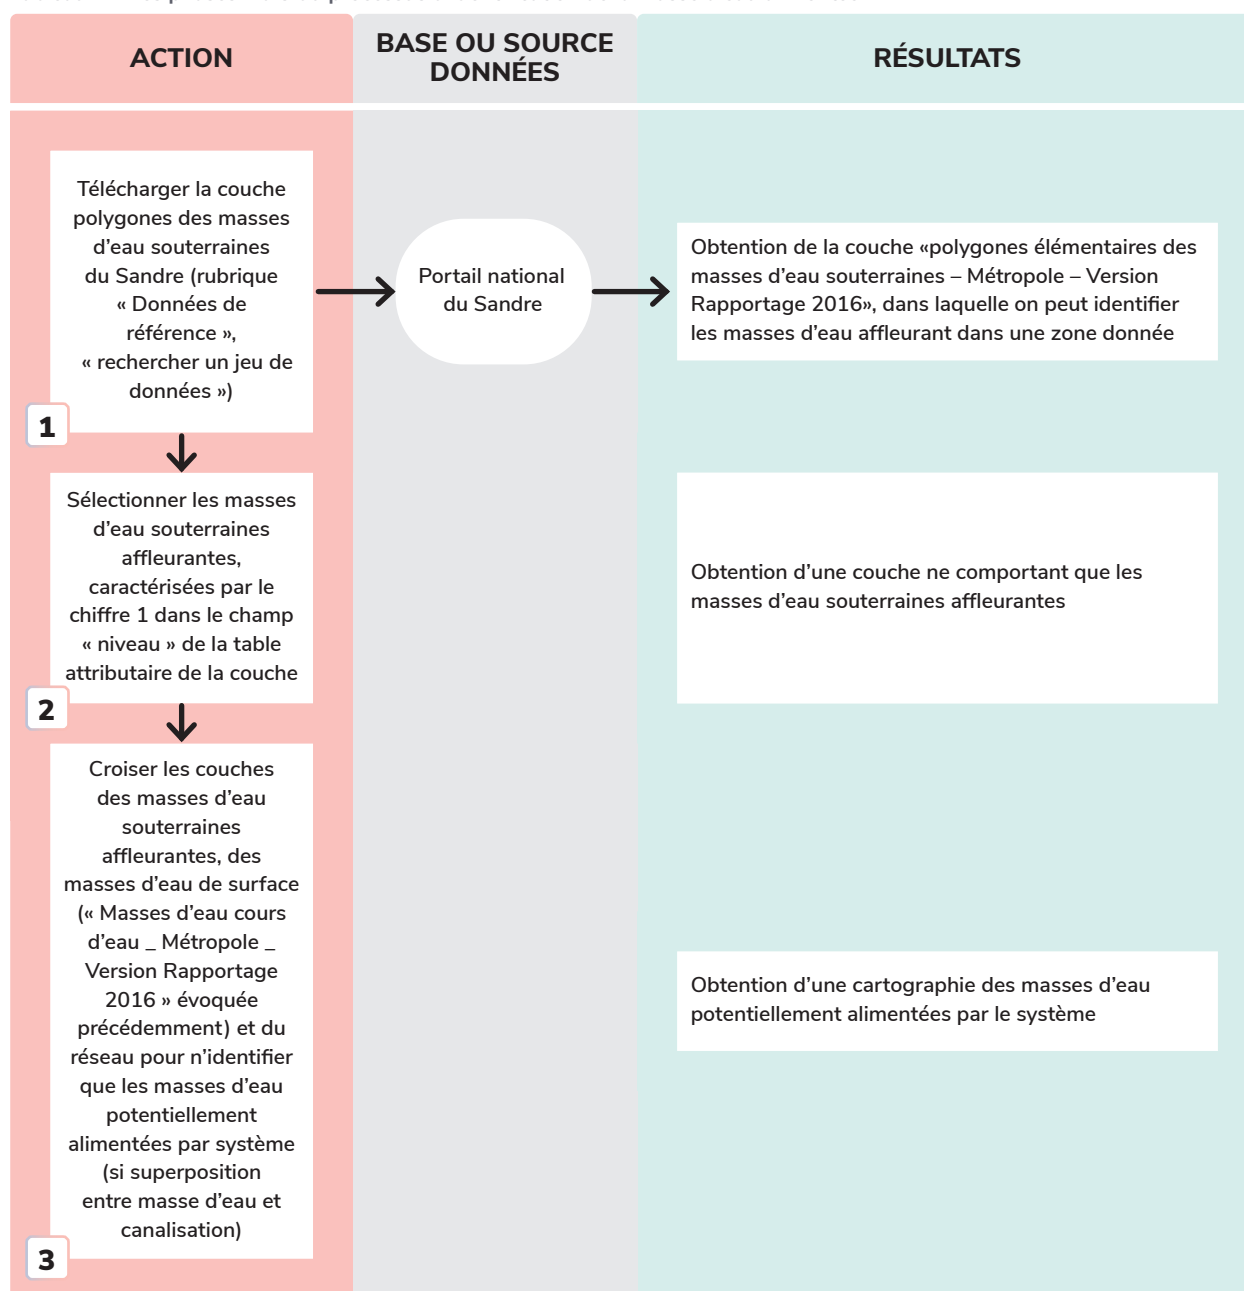 ACTION
BASE OU SOURCE
DONNÉES
RÉSULTATS
Télécharger la couche
polygones des masses
d’eau souterraines
du Sandre (rubrique
« Données de
référence »,
« rechercher un jeu de
données »)
1
Portail national
du Sandre
Obtention de la couche «polygones élémentaires des
masses d’eau souterraines – Métropole – Version
Rapportage 2016», dans laquelle on peut identifier
les masses d’eau affleurant dans une zone donnée
Sélectionner les masses
d’eau souterraines
affleurantes,
caractérisées par le
chiffre 1 dans le champ
« niveau » de la table
attributaire de la couche
2
Obtention d’une couche ne comportant que les
masses d’eau souterraines affleurantes
Croiser les couches
des masses d’eau
souterraines
affleurantes, des
masses d’eau de surface
(« Masses d’eau cours
d’eau _ Métropole _
Version Rapportage
2016 » évoquée
précédemment) et du
réseau pour n’identifier
que les masses d’eau
potentiellement
alimentées par système
(si superposition
entre masse d’eau et
canalisation)
3
Obtention d’une cartographie des masses d’eau
potentiellement alimentées par le système